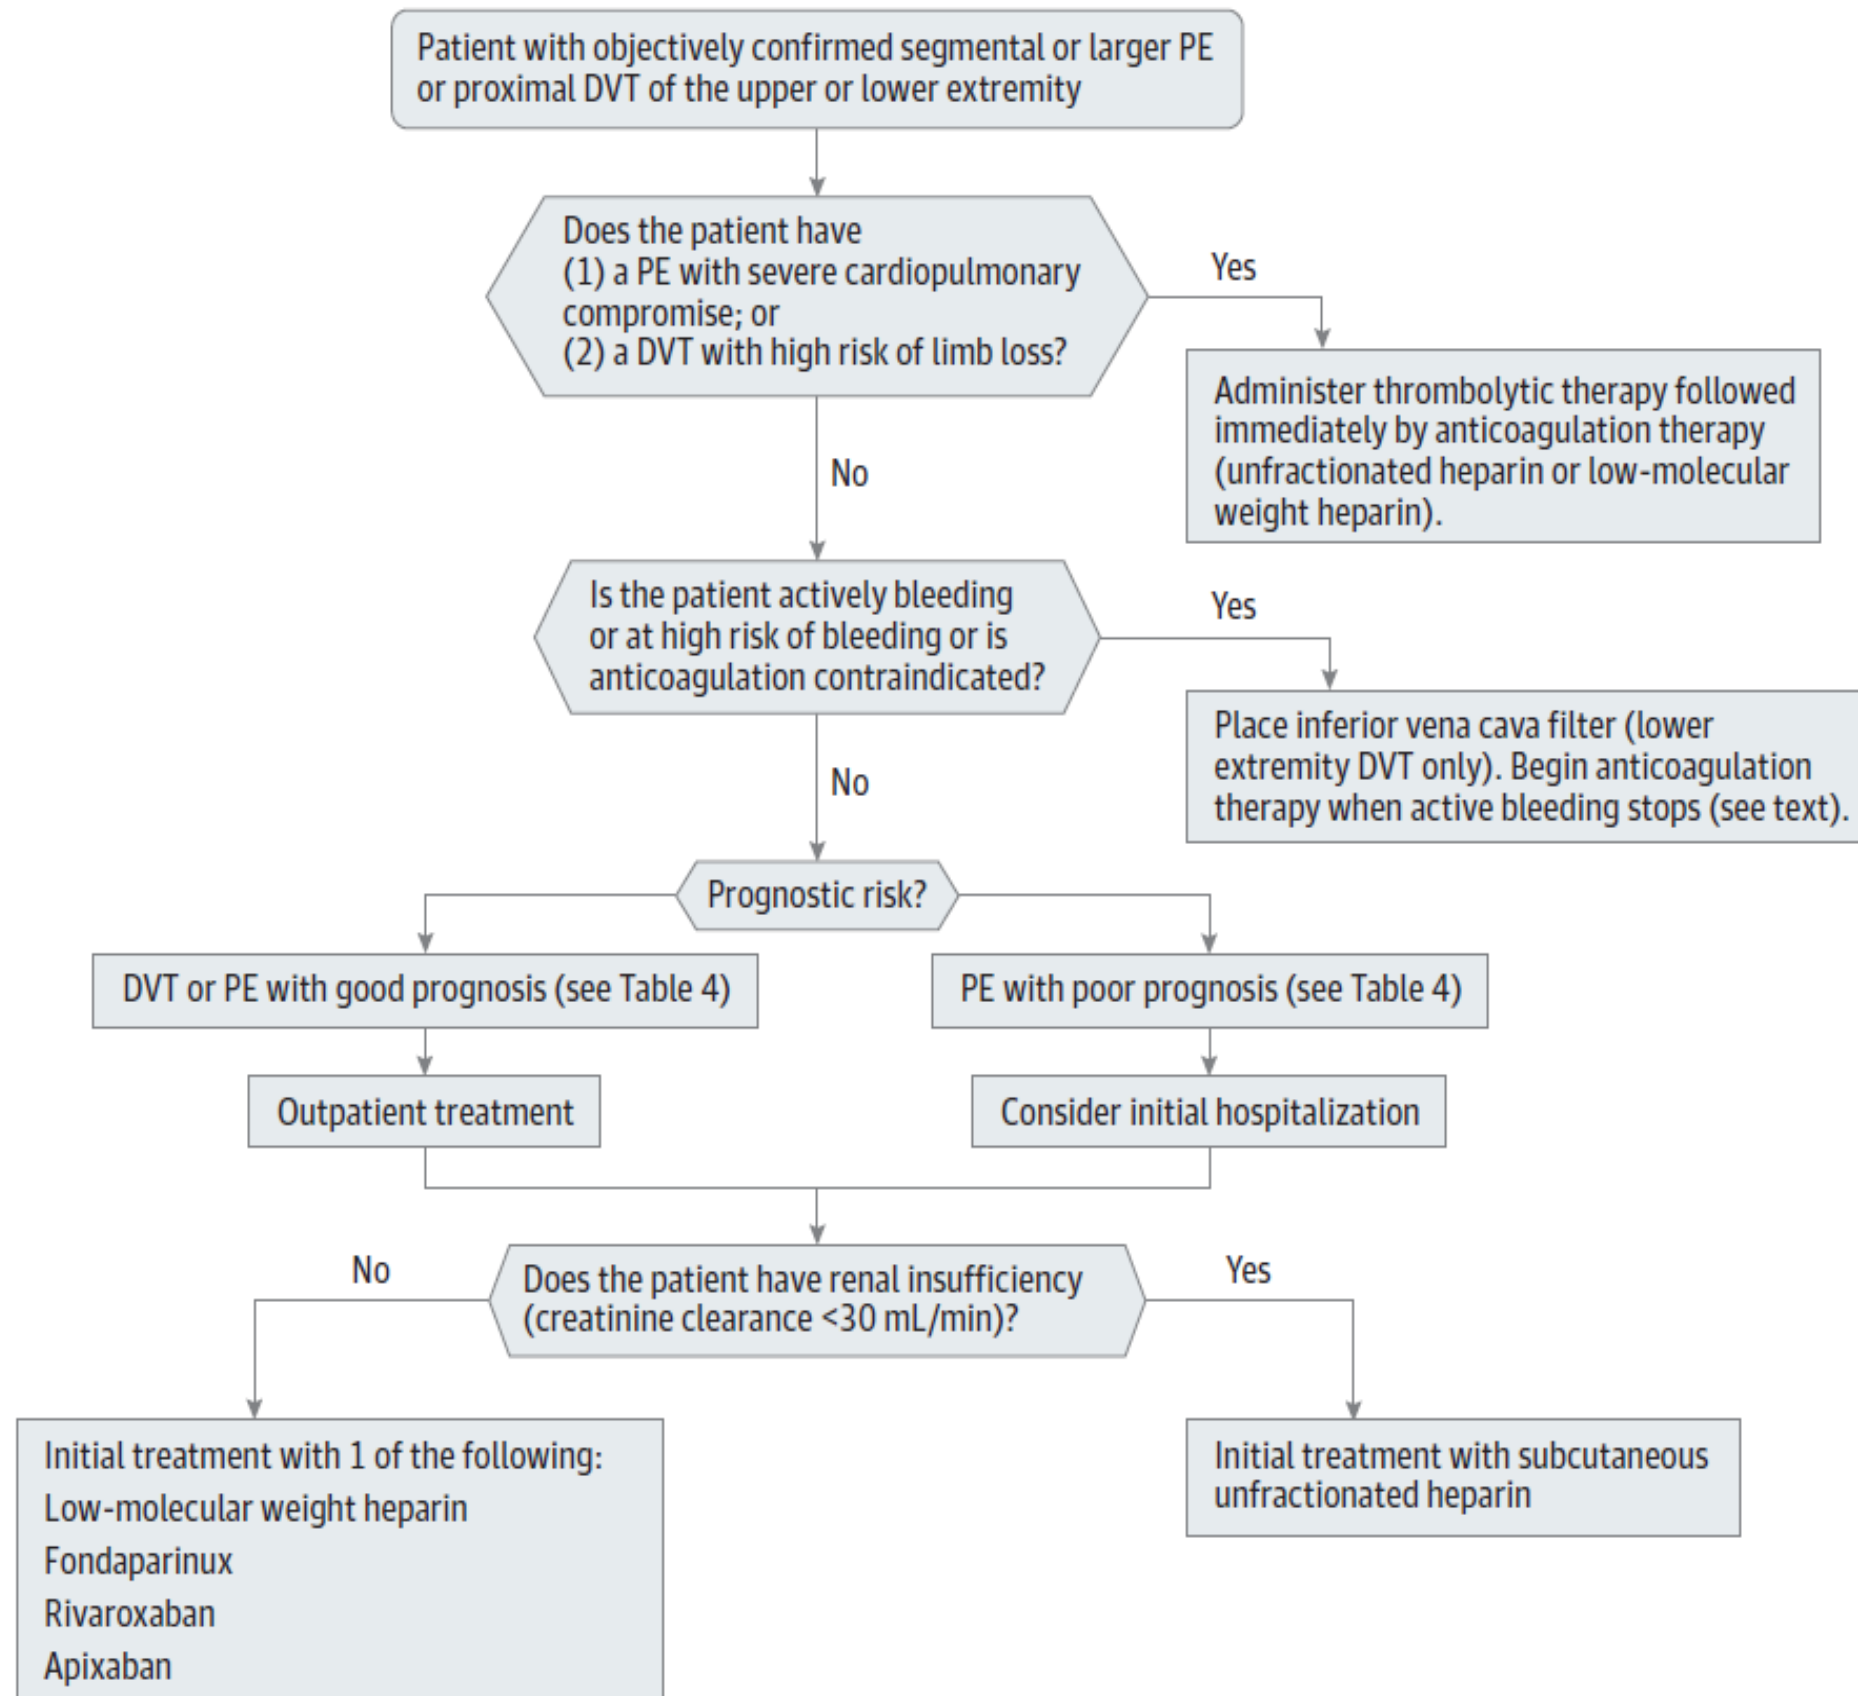 Patient with objectively confirmed segmental or larger PE
or proximal DVT of the upper or lower extremity
Does the patient have
(1) a PE with severe cardiopulmonary
compromise; or
(2) a DVT with high risk of limb loss?
Yes
Administer thrombolytic therapy followed
immediately by anticoagulation therapy
(unfractionated heparin or low-molecular
weight heparin).
No
Is the patient actively bleeding
or at high risk of bleeding or is
anticoagulation contraindicated?
Yes
Place inferior vena cava filter (lower
extremity DVT only). Begin anticoagulation
therapy when active bleeding stops (see text).
No
Prognostic risk?
DVT or PE with good prognosis (see Table 4)
PE with poor prognosis (see Table 4)
Outpatient treatment
Consider initial hospitalization
Does the patient have renal insufficiency
(creatinine clearance <30 mL/min)?
No
Yes
Initial treatment with 1 of the following:
Low-molecular weight heparin
Fondaparinux
Rivaroxaban
Apixaban
Initial treatment with subcutaneous
unfractionated heparin